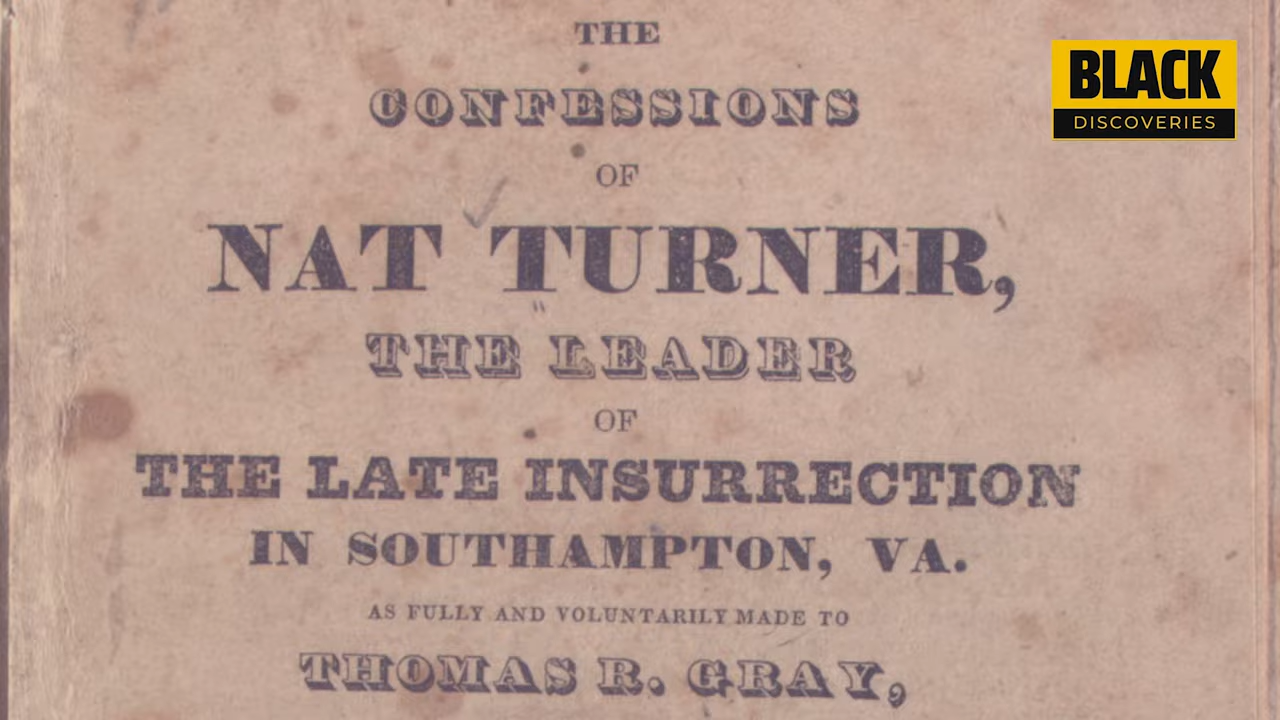 THE
CONFESSIONS
OF
NAT TURNER,
THE LEADER
OF
THE LATE INSURRECTION
IN SOUTHAMPTON, VA.
AS FULLY AND VOLUNTARILY MADE TO
THOMAS R. GRAY,
BLACK
DISCOVERIES